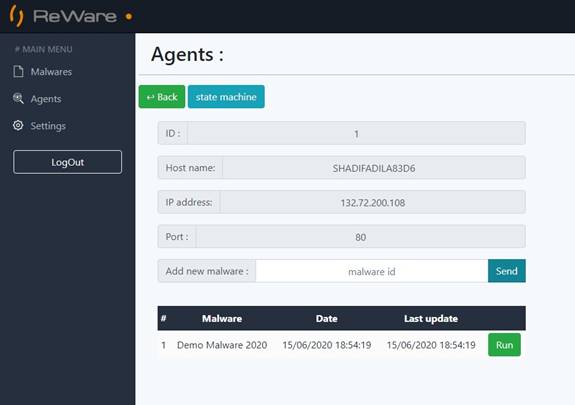 ReWare
# MAIN MENU
Malwares
Agents
Settings
LogOut
Agents :
↩ Back
state machine
ID : 1
Host name: SHADIFADILA83D6
IP address: 132.72.200.108
Port : 80
Add new malware : malware id Send
# Malware Date Last update
1 Demo Malware 2020 15/06/2020 18:54:19 15/06/2020 18:54:19 Run